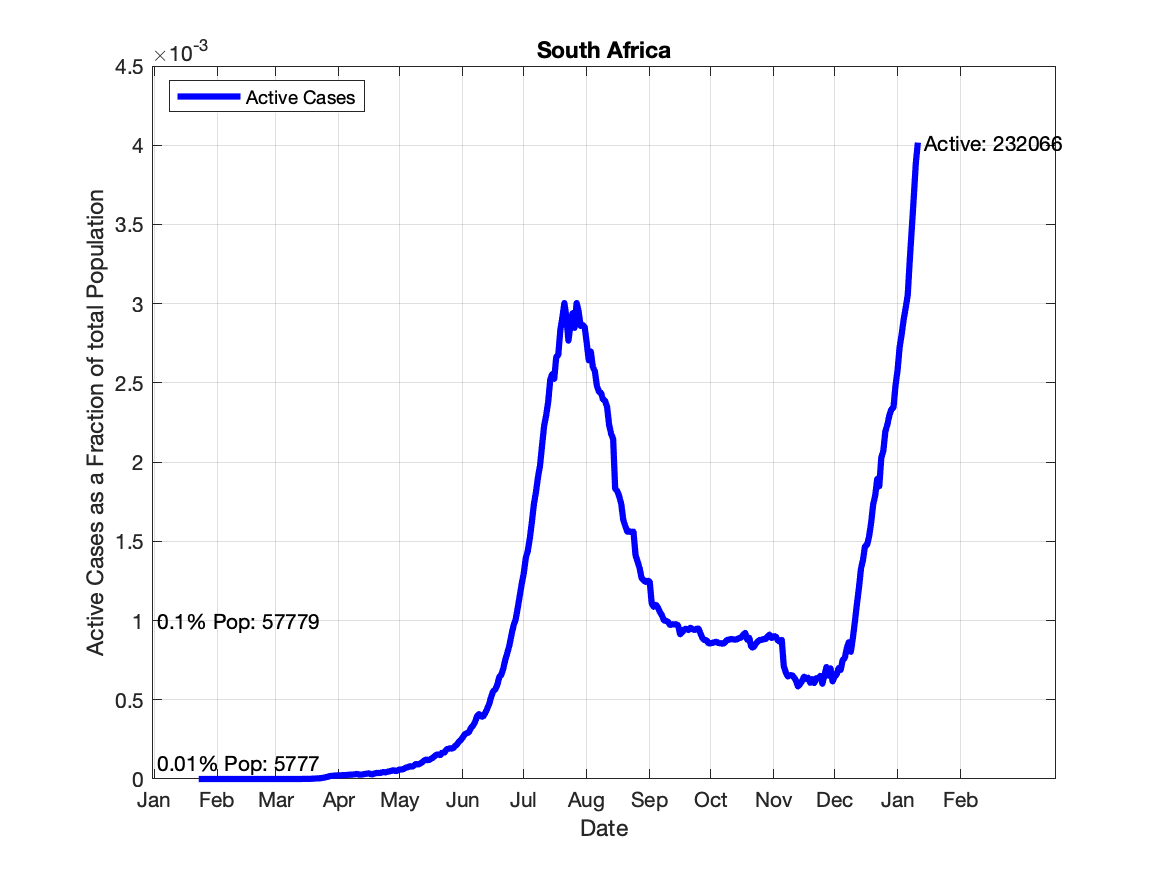 South Africa
×10-3
4.5
4
3.5
3
2.5
2
1.5
1
0.5
0
Active Cases as a Fraction of total Population
Active Cases
Active: 232066
0.1% Pop: 57779
0.01% Pop: 5777
Jan Feb Mar Apr May Jun Jul Aug Sep Oct Nov Dec Jan Feb
Date